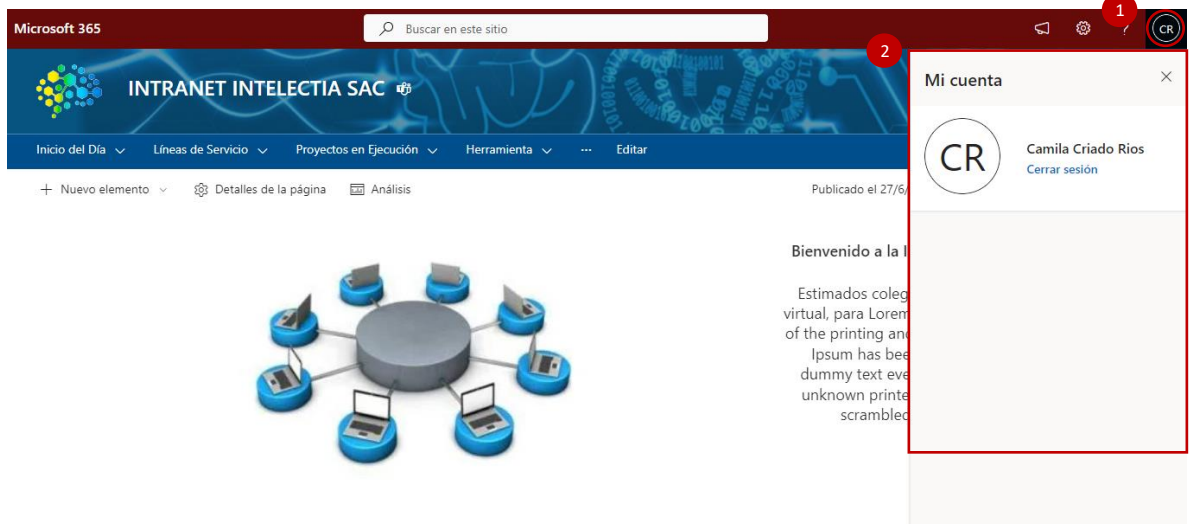 1
Microsoft 365
Buscar en este sitio
?
CR
2
INTRANET INTELECTIA SAC
Mi cuenta
CR
Camila Criado Rios
Cerrar sesión
Inicio del Día
Líneas de Servicio
Proyectos en Ejecución
Herramienta
...
Editar
Nuevo elemento
Detalles de la página
Análisis
Publicado el 27/6/
Bienvenido a la I
Estimados coleg
virtual, para Lorem
of the printing and
Ipsum has bee
dummy text eve
unknown printe
scrambled